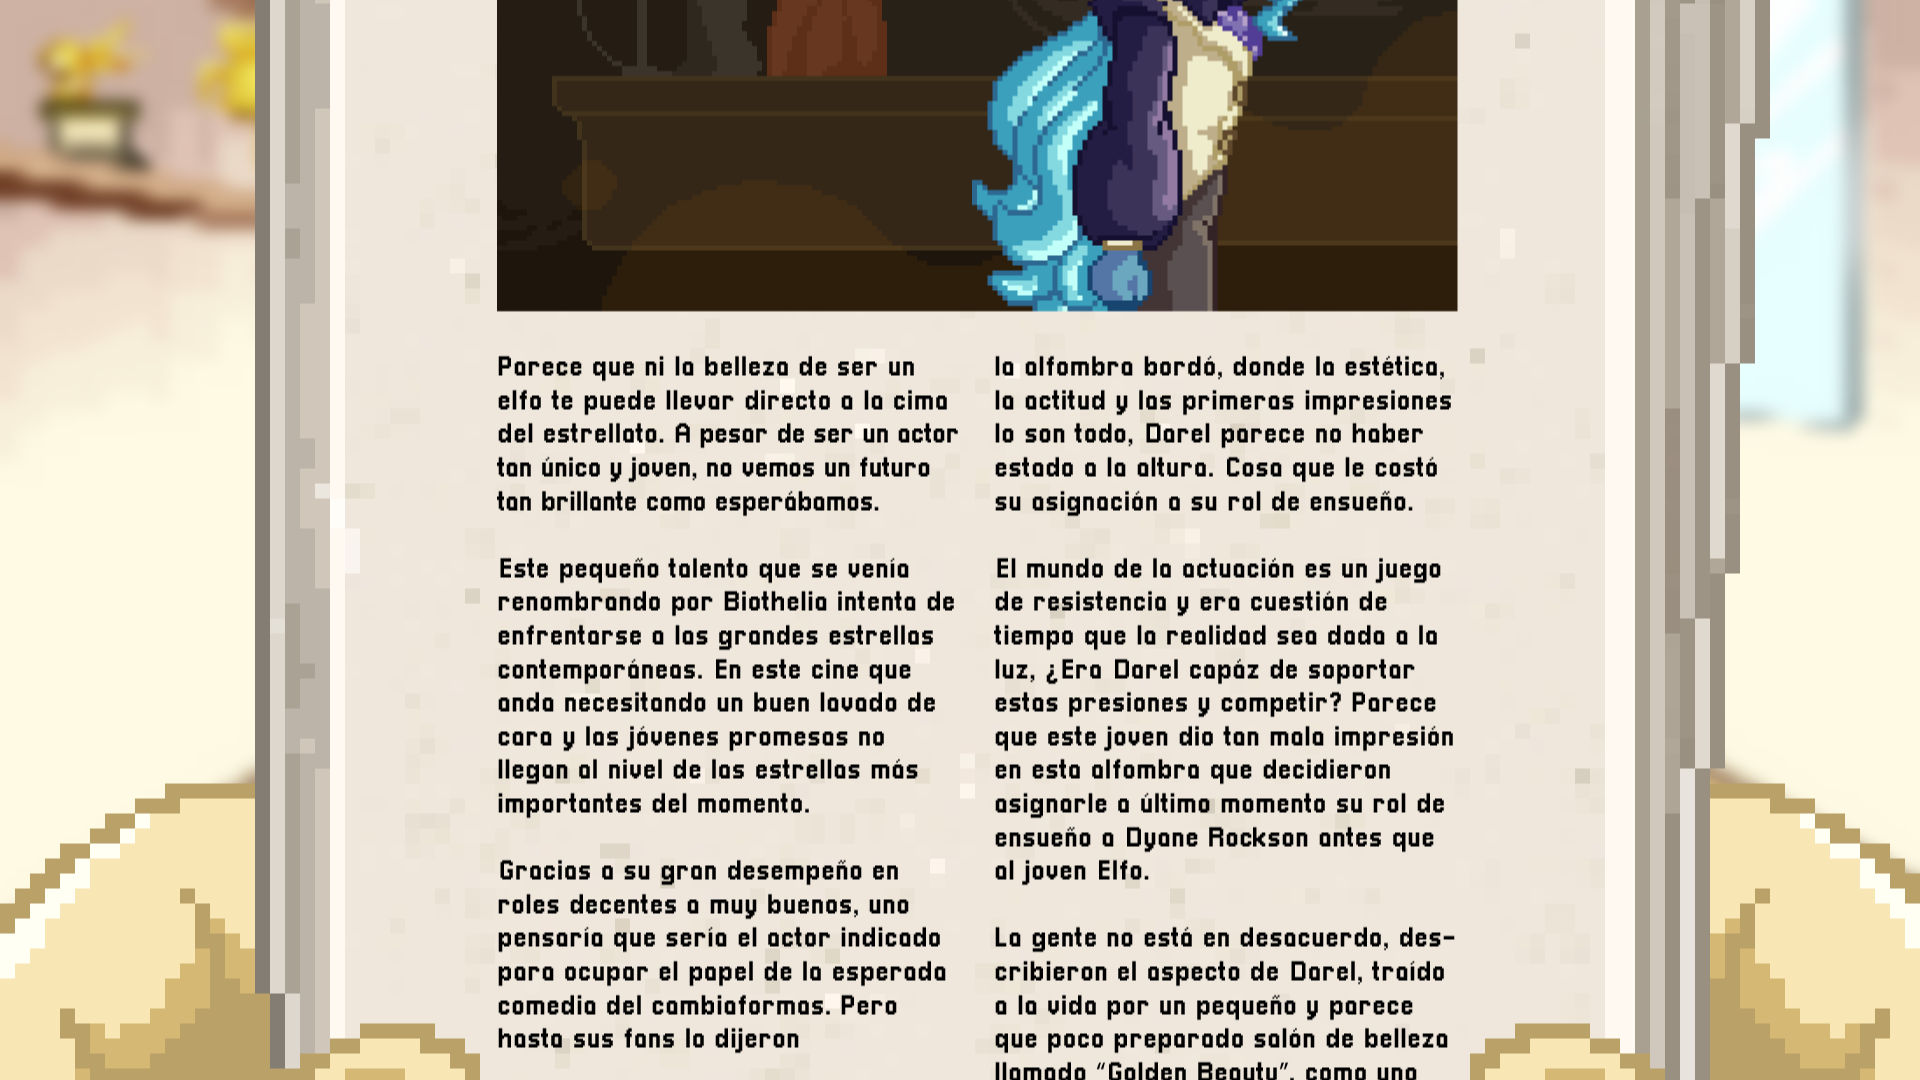 Parece que ni la belleza de ser un
elfo te puede llevar directo a la cima
del estrellato. A pesar de ser un actor
tan único y joven, no vemos un futuro
tan brillante como esperábamos.
Este pequeño talento que se venía
renombrando por Biothelia intenta de
enfrentarse a las grandes estrellas
contemporáneas. En este cine que
anda necesitando un buen lavado de
cara y las jóvenes promesas no
llegan al nivel de las estrellas más
importantes del momento.
Gracias a su gran desempeño en
roles decentes a muy buenos, uno
pensaría que sería el actor indicado
para ocupar el papel de la esperada
comedia del cambiaformas. Pero
hasta sus fans lo dijeron
la alfombra bordó, donde la estética,
la actitud y las primeras impresiones
lo son todo, Darel parece no haber
estado a la altura. Cosa que le costó
su asignación a su rol de ensueño.
El mundo de la actuación es un juego
de resistencia y era cuestión de
tiempo que la realidad sea dada a la
luz, ¿Era Darel capáz de soportar
estas presiones y competir? Parece
que este joven dio tan mala impresión
en esta alfombra que decidieron
asignarle a último momento su rol de
ensueño a Dyane Rockson antes que
al joven Elfo.
La gente no está en desacuerdo, des-
cribieron el aspecto de Darel, traído
a la vida por un pequeño y parece
que poco preparado salón de belleza
llamado "Golden Beauty", como una